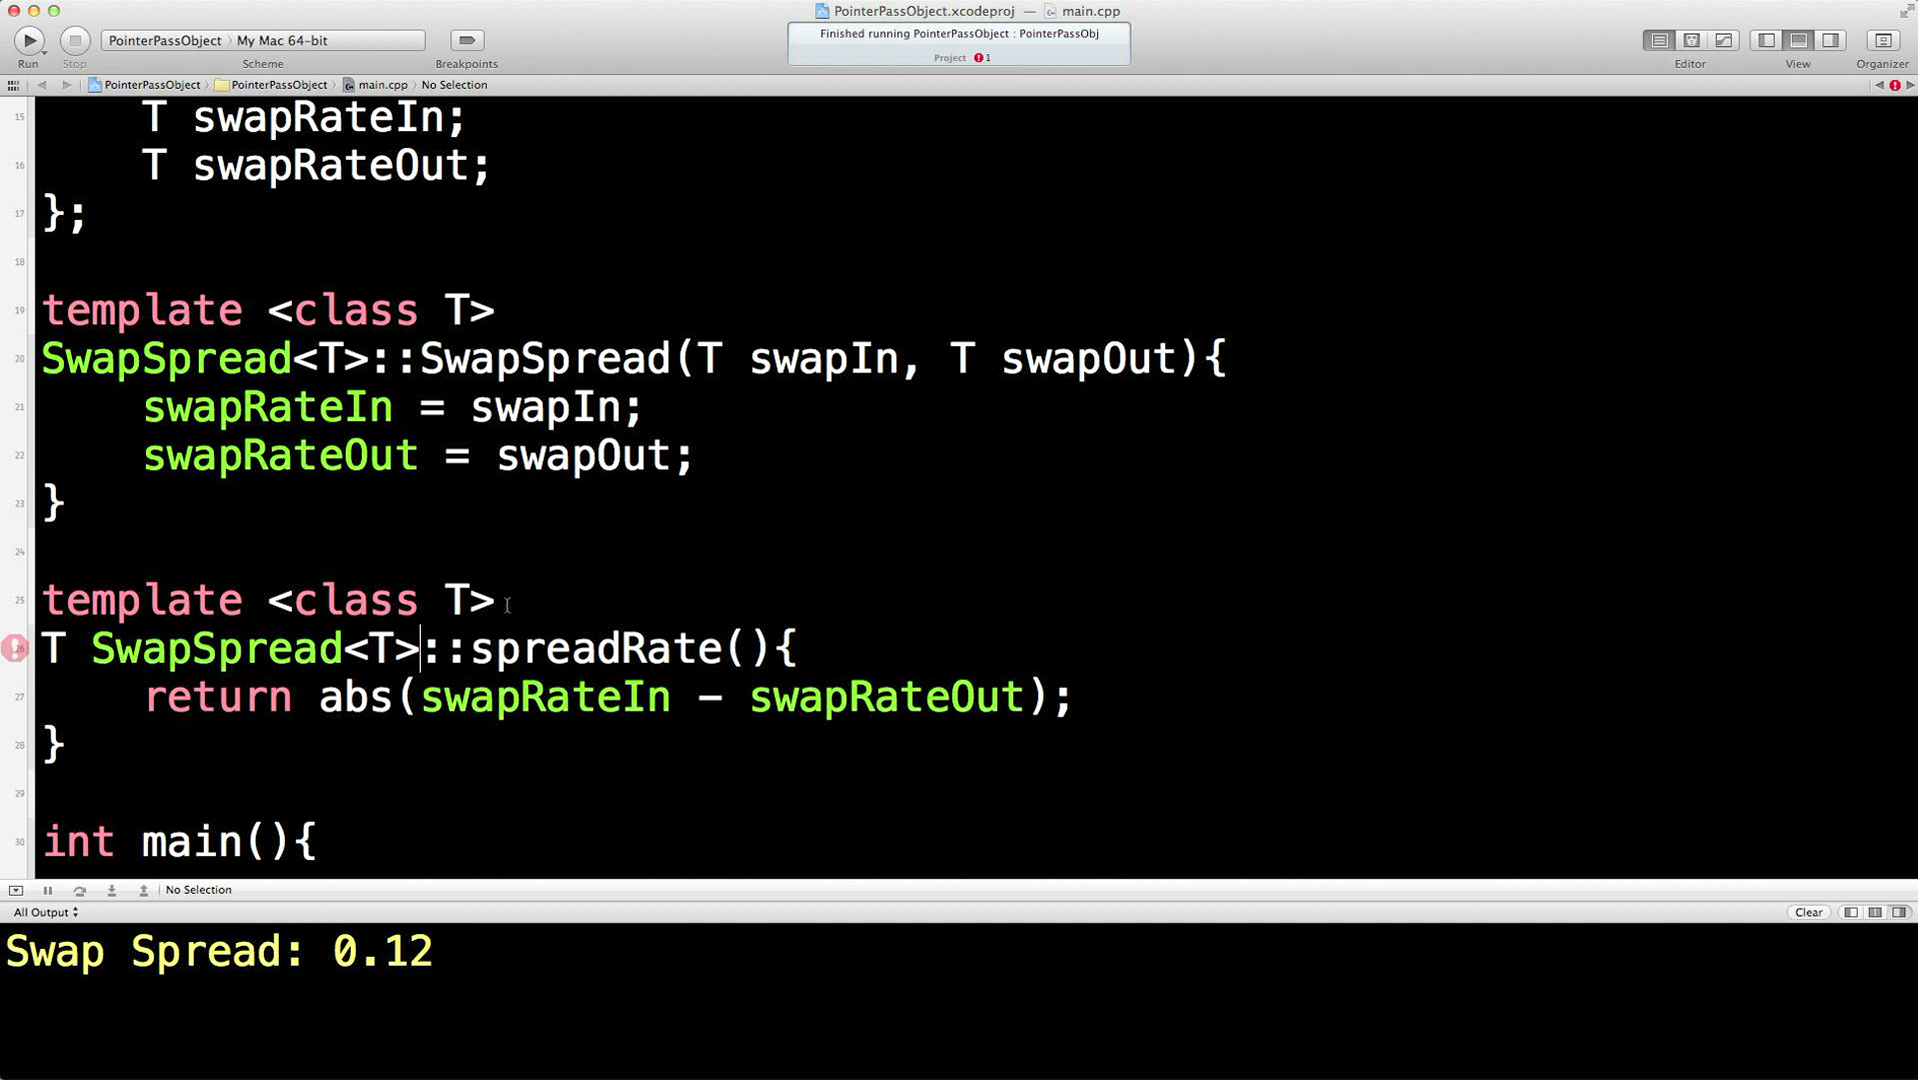 PointerPassObject.xcodeproj — main.cpp
PointerPassObject › My Mac 64-bit
Finished running PointerPassObject : PointerPassObj
Project 1
Run Stop Scheme Breakpoints Editor View Organizer
PointerPassObject › PointerPassObject › main.cpp › No Selection
15 T swapRateIn;
16 T swapRateOut;
17 };
18
19 template <class T>
20 SwapSpread<T>::SwapSpread(T swapIn, T swapOut){
21 swapRateIn = swapIn;
22 swapRateOut = swapOut;
23 }
24
25 template <class T>
26 T SwapSpread<T>::spreadRate(){
27 return abs(swapRateIn - swapRateOut);
28 }
29
30 int main(){
No Selection
All Output Clear
Swap Spread: 0.12